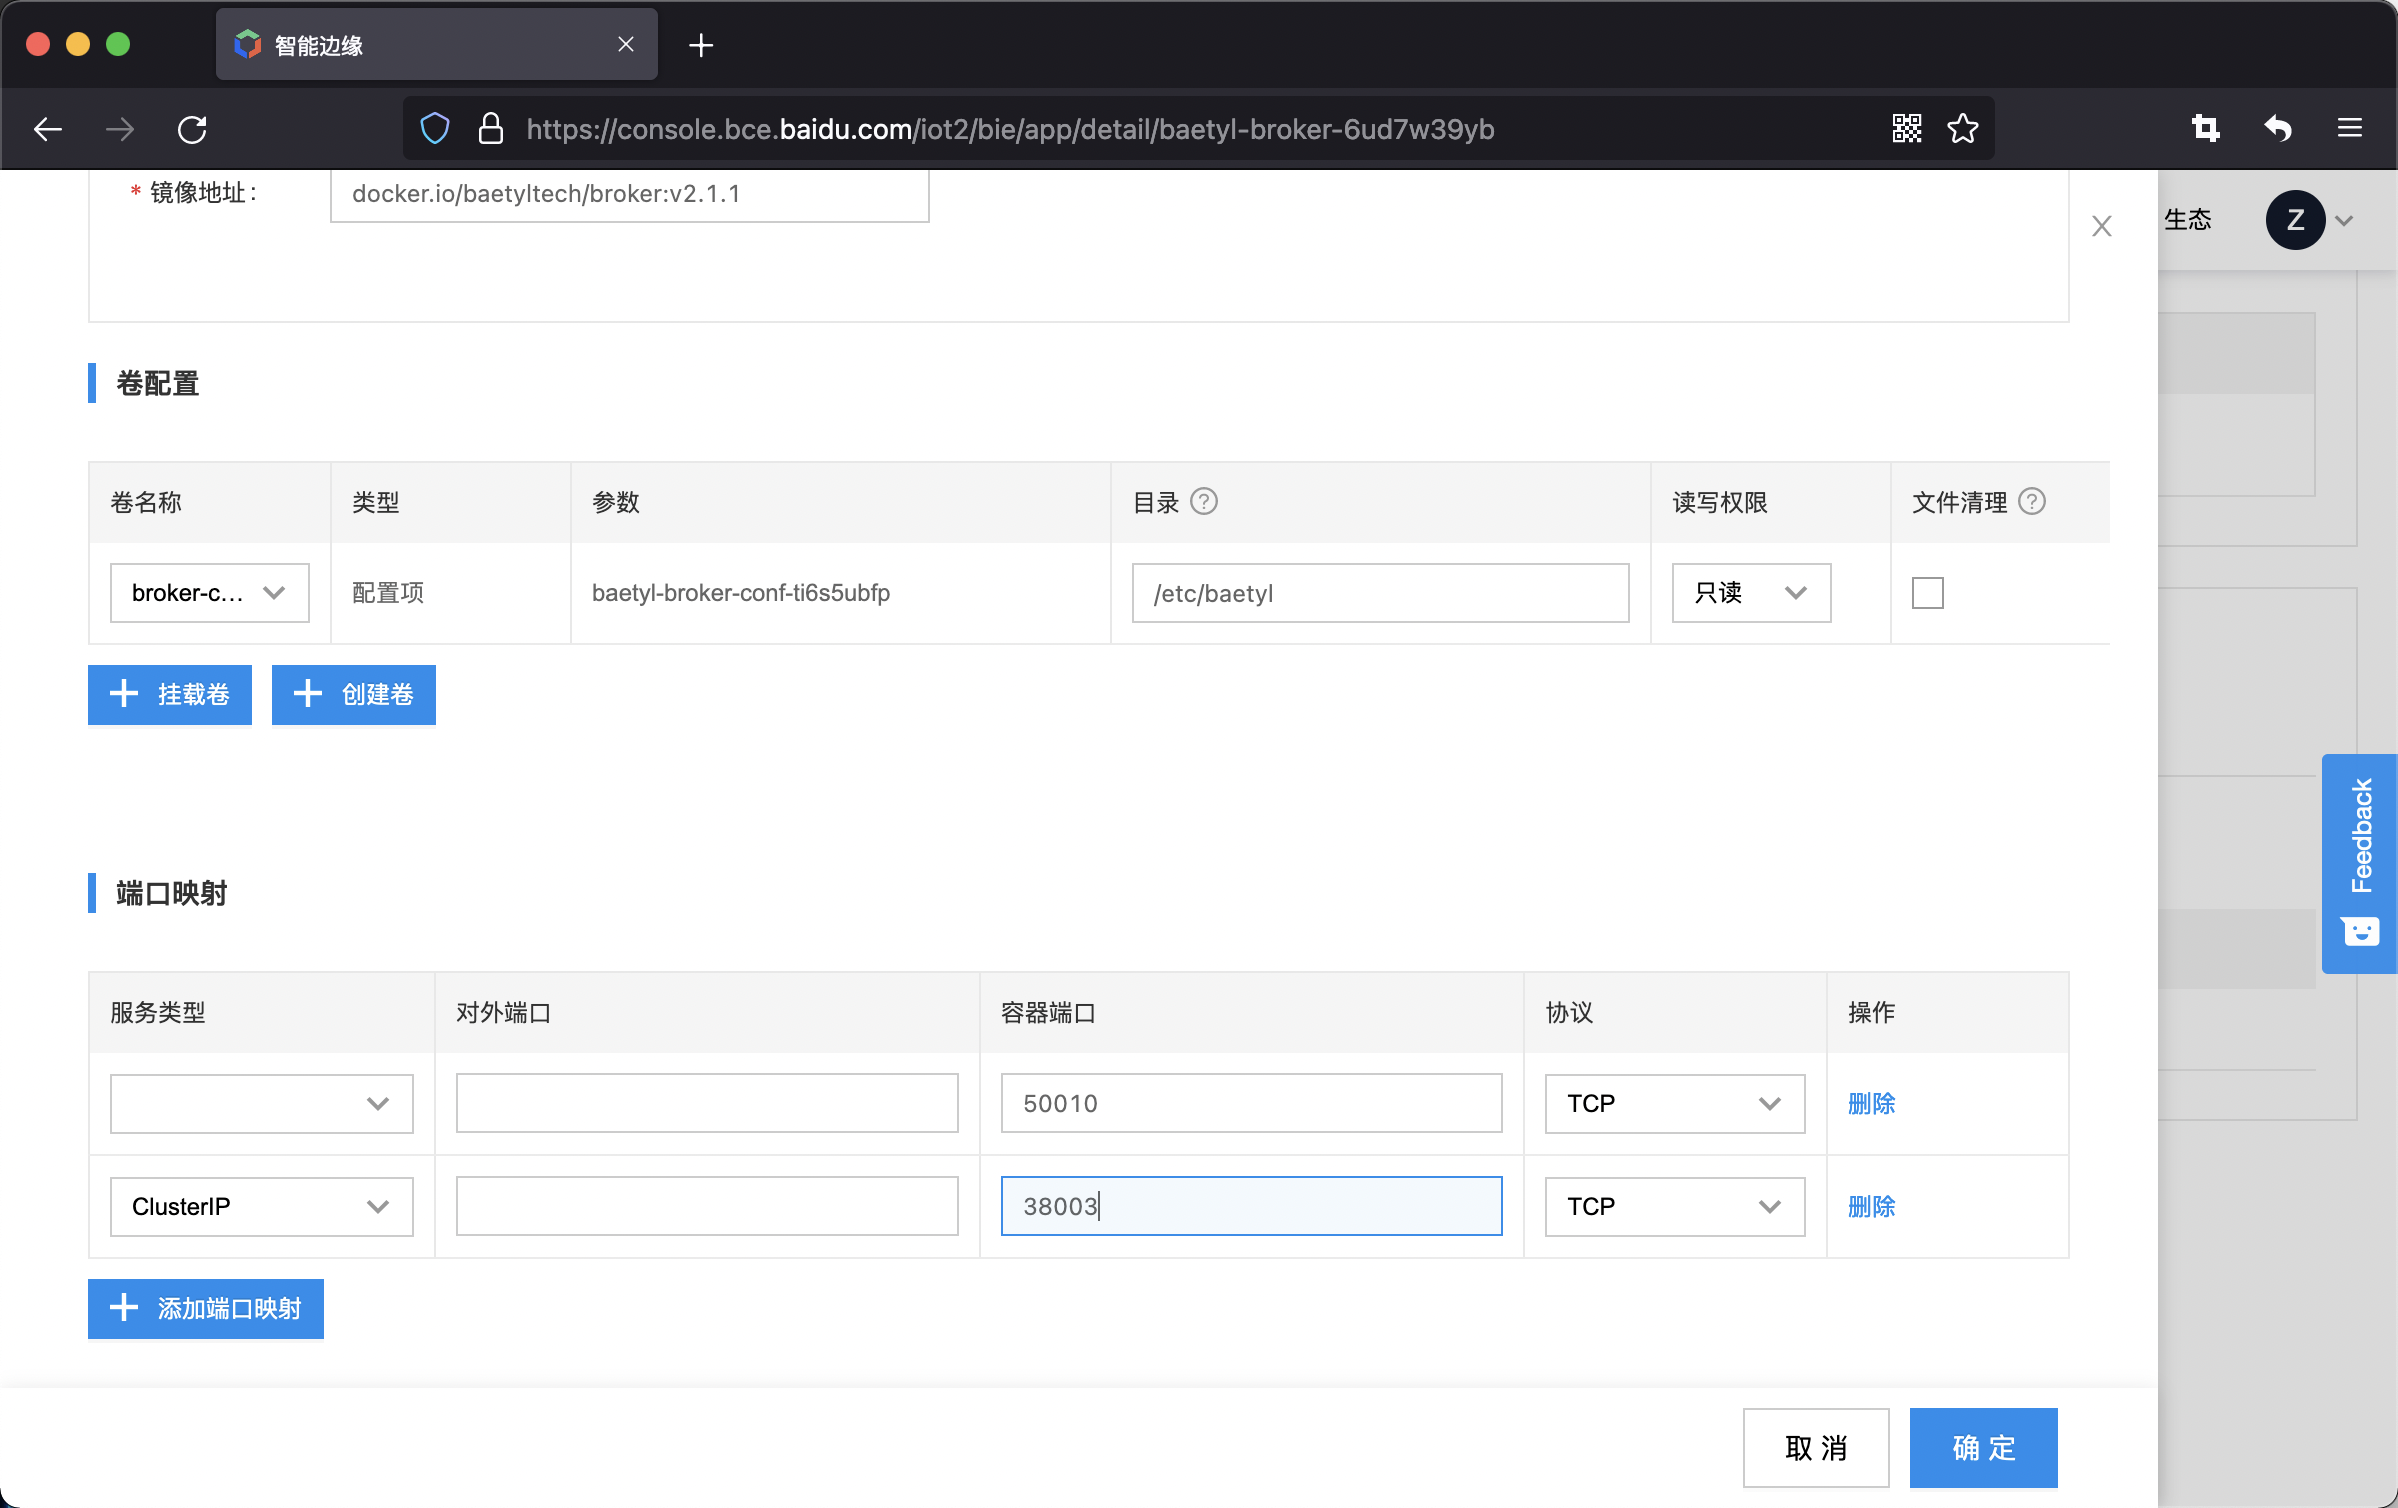 智能边缘
https://console.bce.baidu.com/iot2/bie/app/detail/baetyl-broker-6ud7w39yb
* 镜像地址：
docker.io/baetyltech/broker:v2.1.1
X
生态
Z
卷配置
卷名称 类型 参数 目录 ? 读写权限 文件清理 ?
broker-c... 配置项 baetyl-broker-conf-ti6s5ubfp /etc/baetyl 只读
+ 挂载卷 + 创建卷
Feedback
端口映射
服务类型 对外端口 容器端口 协议 操作
50010 TCP 删除
ClusterIP 38003 TCP 删除
+ 添加端口映射
取 消 确 定